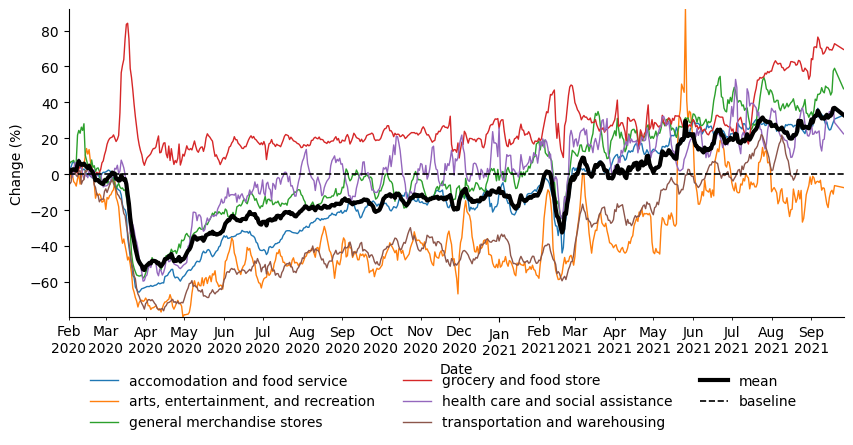 80
60
40
20
0
−20
−40
−60
Change (%)
Feb Mar Apr May Jun Jul Aug Sep Oct Nov Dec Jan Feb Mar Apr May Jun Jul Aug Sep
2020 2020 2020 2020 2020 2020 2020 2020 2020 2020 2020 2021 2021 2021 2021 2021 2021 2021 2021 2021
Date
accomodation and food service
arts, entertainment, and recreation
general merchandise stores
grocery and food store
health care and social assistance
transportation and warehousing
mean
baseline